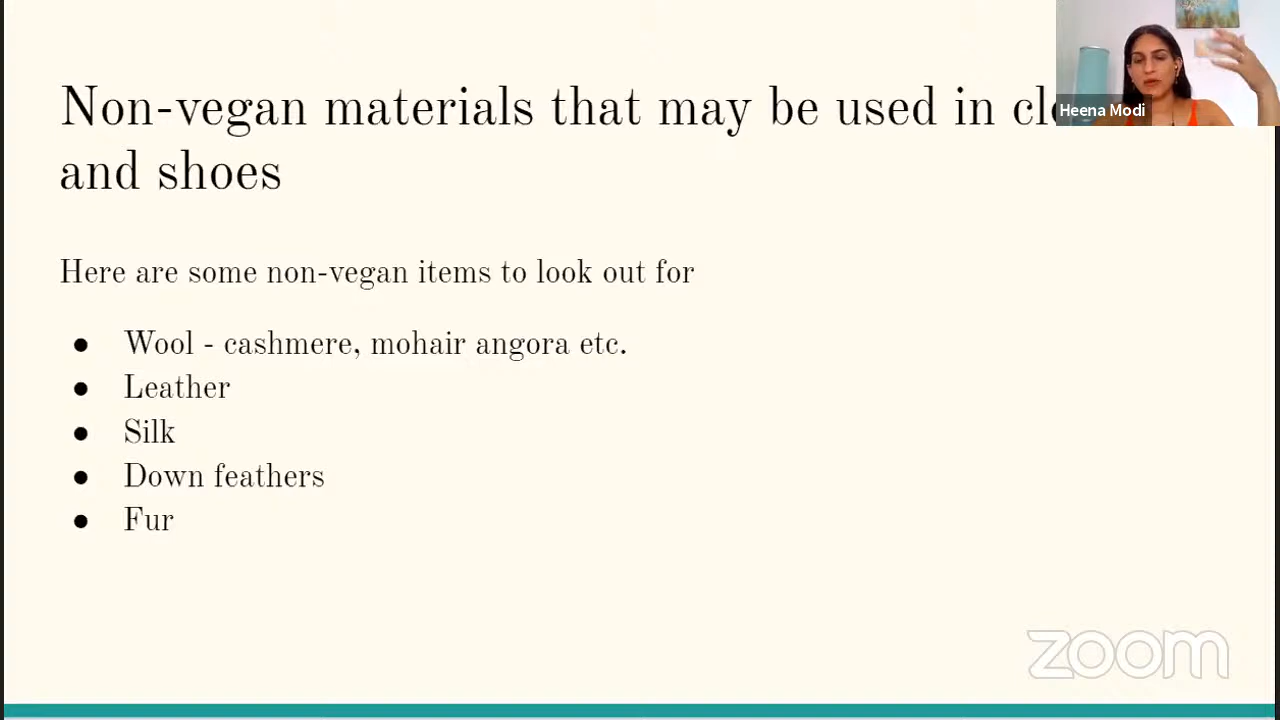 Non-vegan materials that may be used in
and shoes
Here are some non-vegan items to look out for
● Wool - cashmere, mohair angora etc.
● Leather
● Silk
● Down feathers
● Fur
Heena Modi
zoom